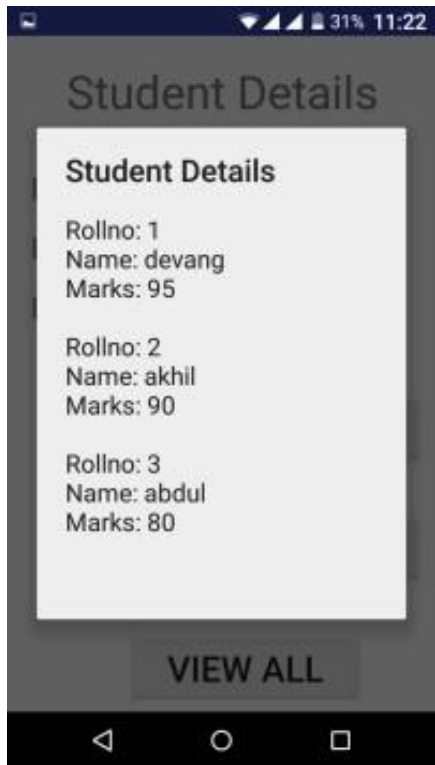 31% 11:22
Student Details
Student Details
Rollno: 1
Name: devang
Marks: 95
Rollno: 2
Name: akhil
Marks: 90
Rollno: 3
Name: abdul
Marks: 80
VIEW ALL